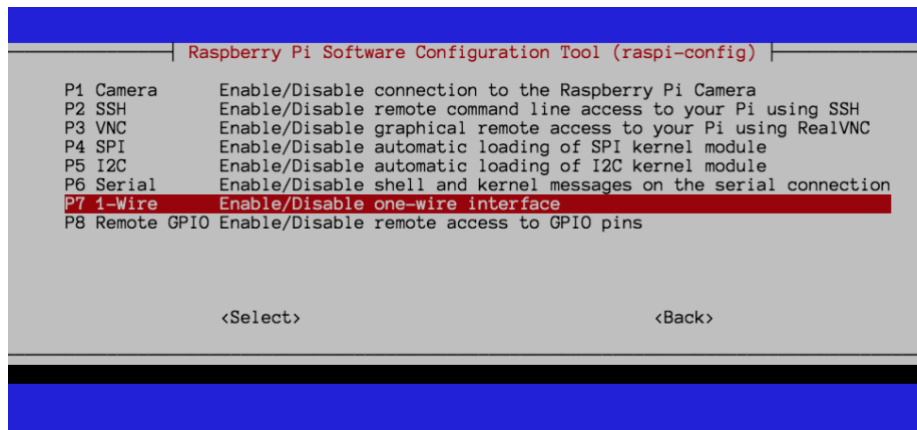 Raspberry Pi Software Configuration Tool (raspi-config)
P1 Camera Enable/Disable connection to the Raspberry Pi Camera
P2 SSH Enable/Disable remote command line access to your Pi using SSH
P3 VNC Enable/Disable graphical remote access to your Pi using RealVNC
P4 SPI Enable/Disable automatic loading of SPI kernel module
P5 I2C Enable/Disable automatic loading of I2C kernel module
P6 Serial Enable/Disable shell and kernel messages on the serial connection
P7 1-Wire Enable/Disable one-wire interface
P8 Remote GPIO Enable/Disable remote access to GPIO pins
<Select> <Back>